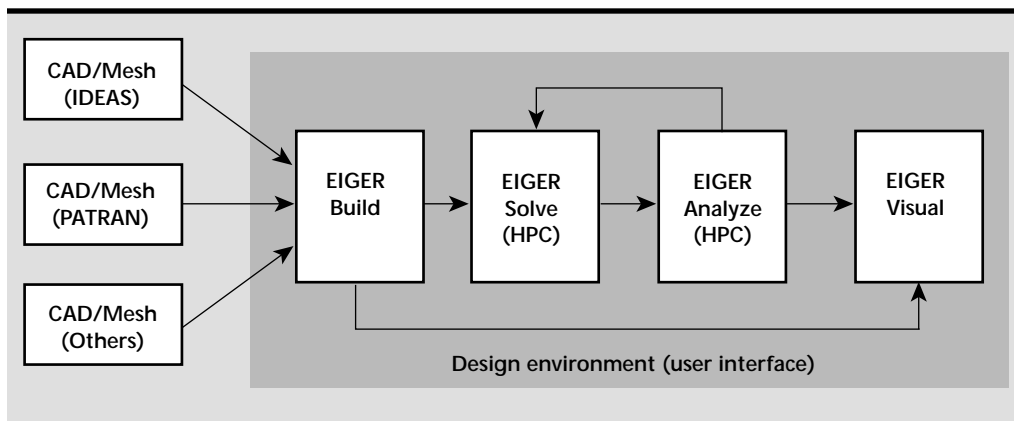 CAD/Mesh
(IDEAS)
CAD/Mesh
(PATRAN)
CAD/Mesh
(Others)
EIGER
Build
EIGER
Solve
(HPC)
EIGER
Analyze
(HPC)
EIGER
Visual
Design environment (user interface)